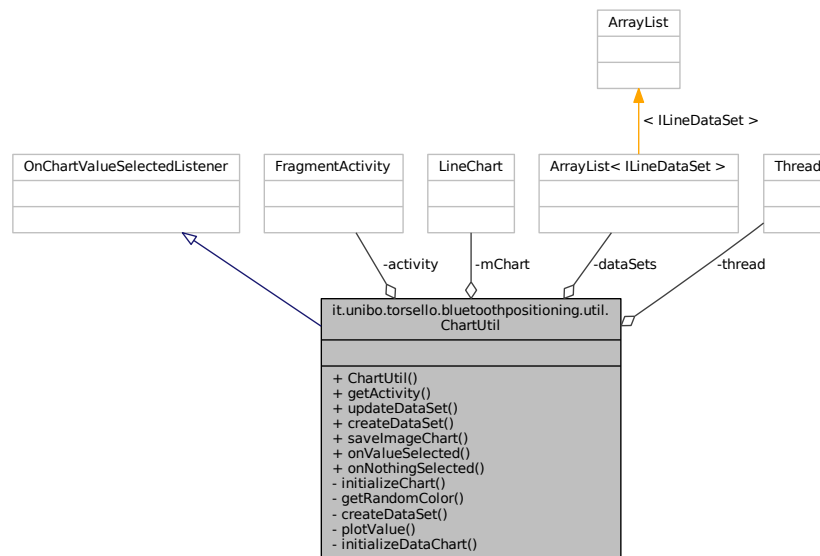 ArrayList
< ILineDataSet >
OnChartValueSelectedListener
FragmentActivity
LineChart
ArrayList< ILineDataSet >
Thread
-activity
-mChart
-dataSets
-thread
it.unibo.torsello.bluetoothpositioning.util.
ChartUtil
+ ChartUtil()
+ getActivity()
+ updateDataSet()
+ createDataSet()
+ saveImageChart()
+ onValueSelected()
+ onNothingSelected()
- initializeChart()
- getRandomColor()
- createDataSet()
- plotValue()
- initializeDataChart()